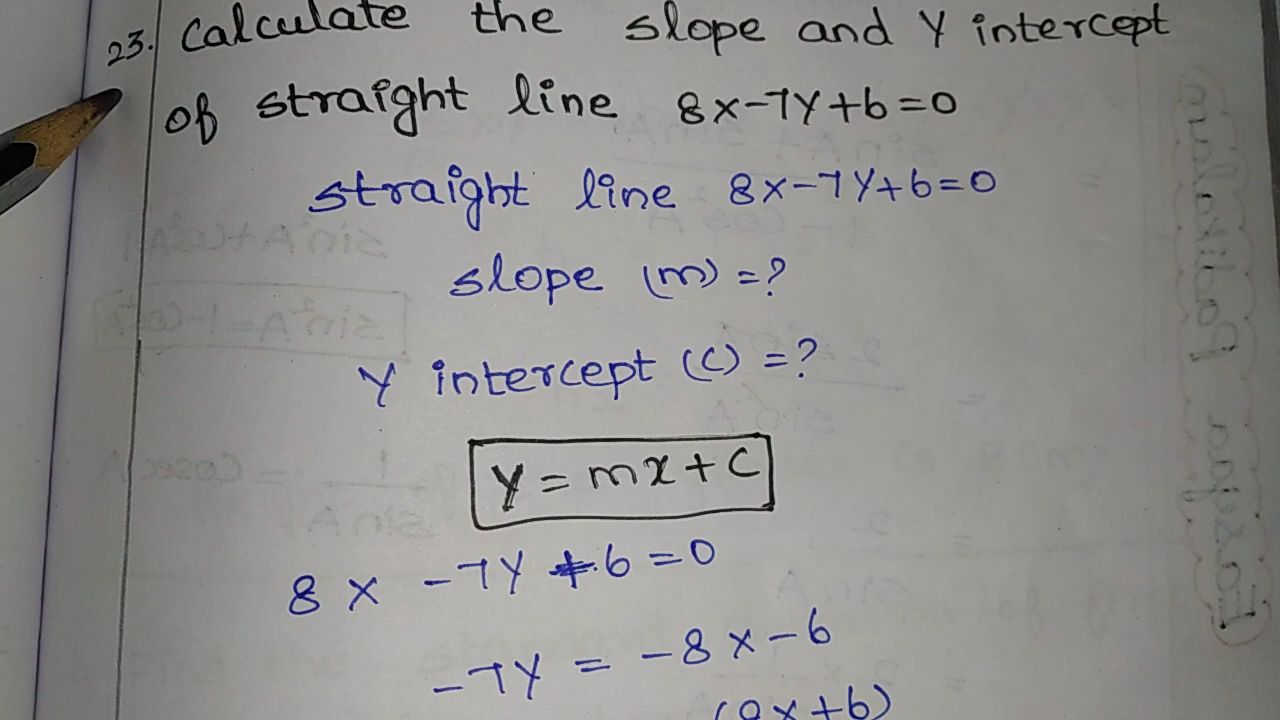 23. Calculate the slope and Y intercept
of straight line 8x-7Y+6=0
straight line 8x-7Y+6=0
slope (m) =?
Y intercept (C) =?
Y = mx + C
8x -7Y +6=0
-7Y = -8x-6